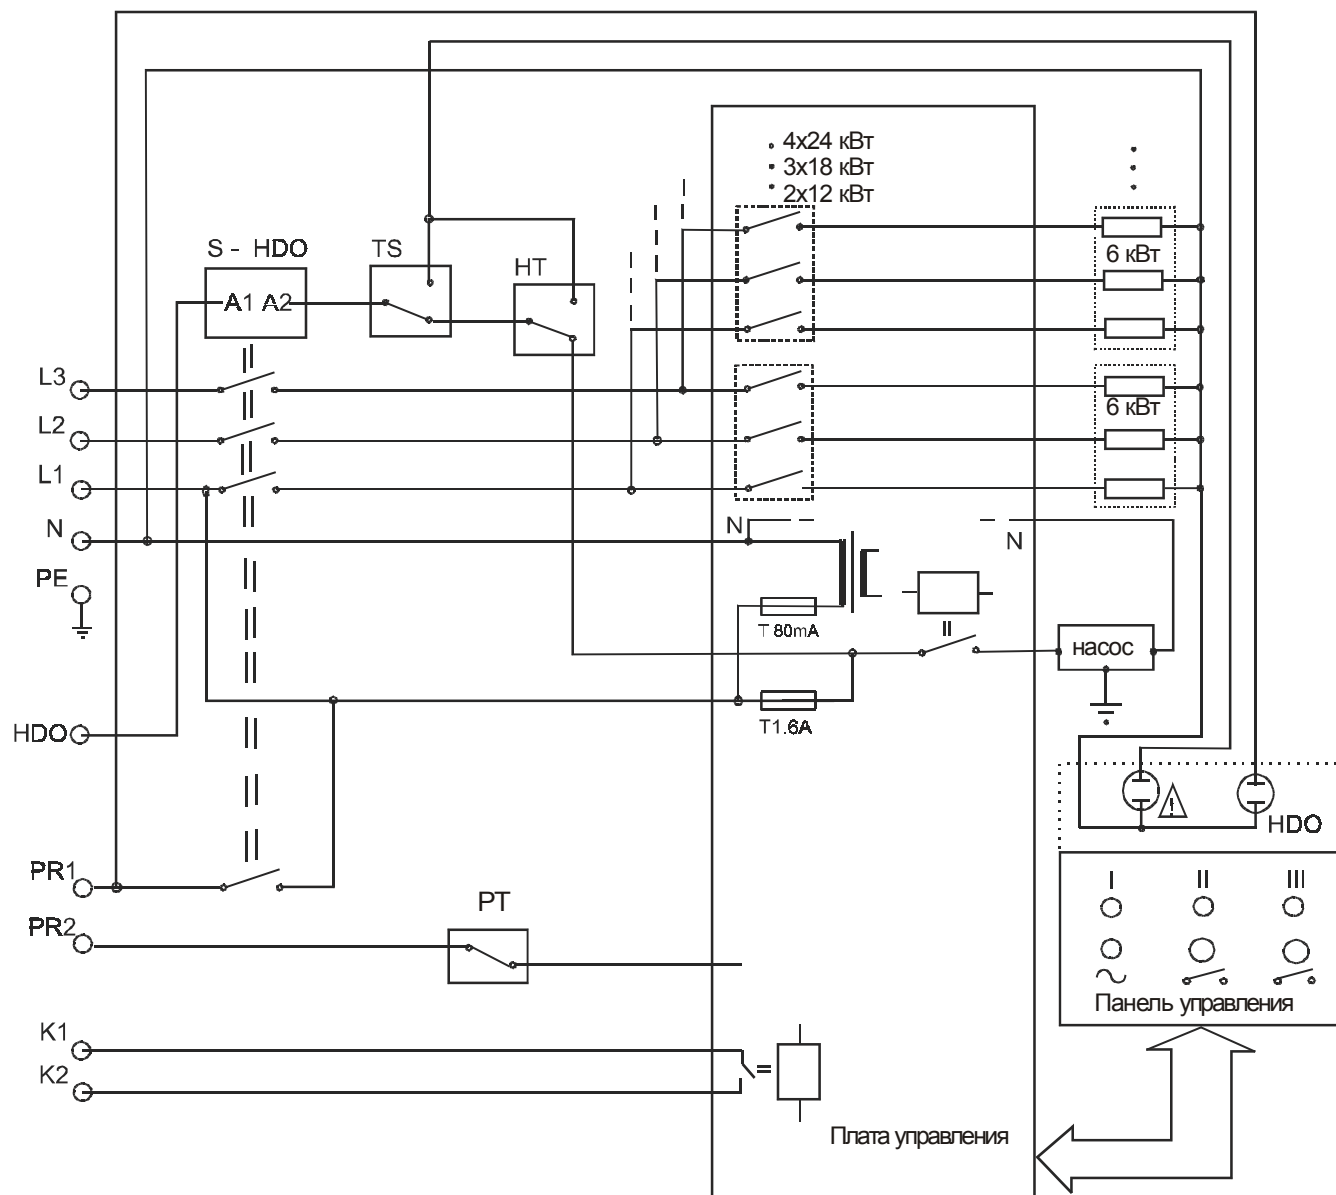 4x24 кВт
3x18 кВт
2x12 кВт
S - HDO
TS
HT
A1 A2
6 кВт
L3
6 кВт
L2
L1
N
N
N
PE
T 80mA
II
насос
HDO
T1.6A
HDO
PR1
I II III
PR2
PT
Панель управления
K1
K2
Плата управления